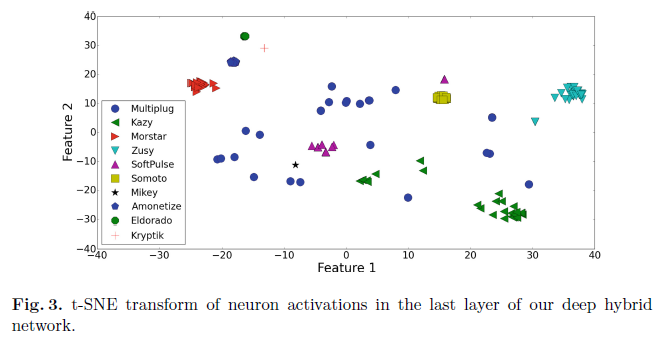 40
30
20
10
0
−10
−20
−30
−40
−40
−30
−20
−10
0
10
20
30
40
Feature 2
Feature 1
Multiplug
Kazy
Morstar
Zusy
SoftPulse
Somoto
Mikey
Amonetize
Eldorado
Kryptik
Fig. 3. t-SNE transform of neuron activations in the last layer of our deep hybrid
network.